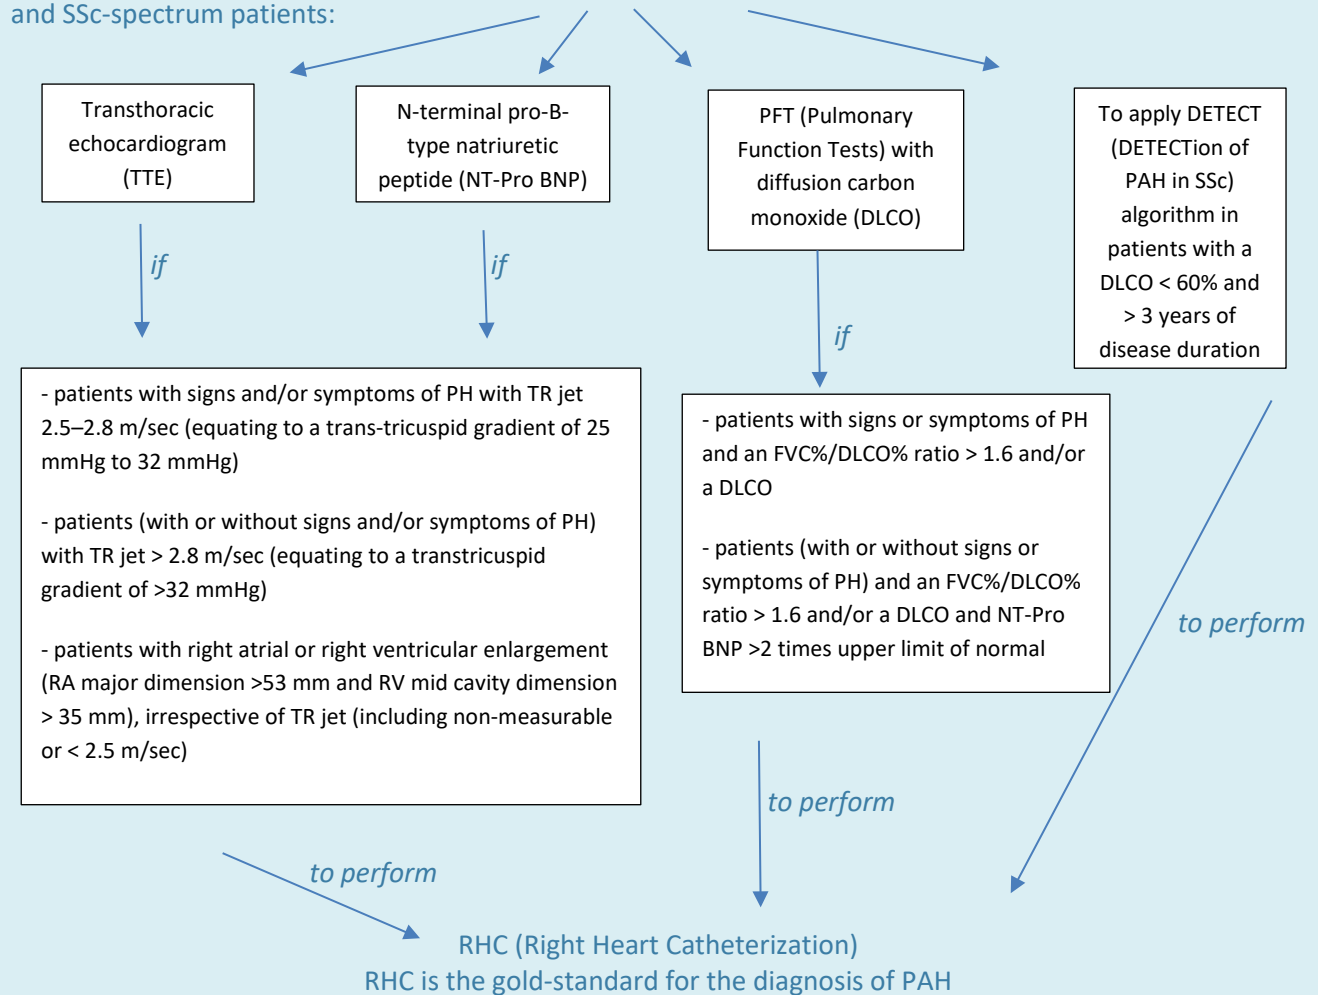 and SSc-spectrum patients:
Transthoracic
echocardiogram
(TTE)
N-terminal pro-B-
type natriuretic
peptide (NT-Pro BNP)
PFT (Pulmonary
Function Tests) with
diffusion carbon
monoxide (DLCO)
To apply DETECT
(DETECTion of
PAH in SSc)
algorithm in
patients with a
DLCO < 60% and
> 3 years of
disease duration
if
if
if
- patients with signs and/or symptoms of PH with TR jet
2.5–2.8 m/sec (equating to a trans-tricuspid gradient of 25
mmHg to 32 mmHg)
- patients (with or without signs and/or symptoms of PH)
with TR jet > 2.8 m/sec (equating to a transtricuspid
gradient of >32 mmHg)
- patients with right atrial or right ventricular enlargement
(RA major dimension >53 mm and RV mid cavity dimension
> 35 mm), irrespective of TR jet (including non-measurable
or < 2.5 m/sec)
- patients with signs or symptoms of PH
and an FVC%/DLCO% ratio > 1.6 and/or
a DLCO
- patients (with or without signs or
symptoms of PH) and an FVC%/DLCO%
ratio > 1.6 and/or a DLCO and NT-Pro
BNP >2 times upper limit of normal
to perform
to perform
to perform
RHC (Right Heart Catheterization)
RHC is the gold-standard for the diagnosis of PAH